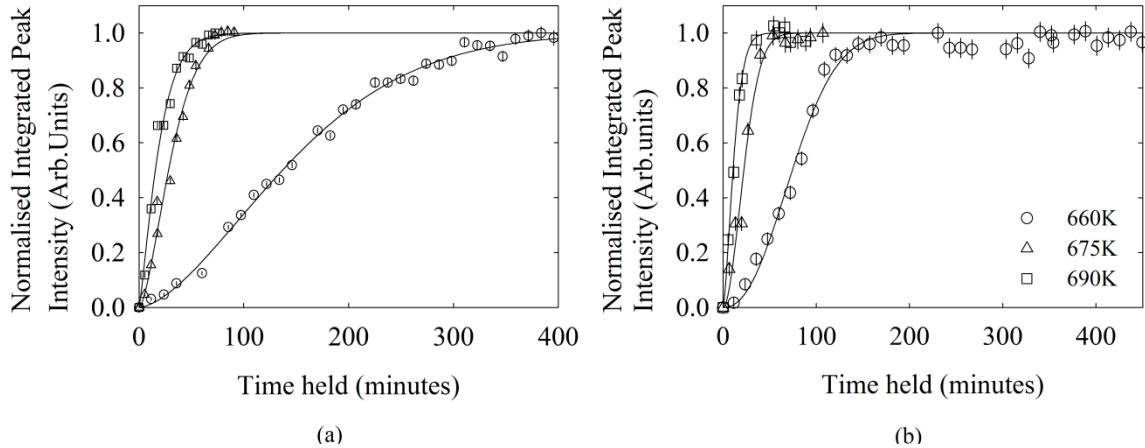 Normalised Integrated Peak
Intensity (Arb.Units)
1.0
0.8
0.6
0.4
0.2
0.0
0 100 200 300 400
Time held (minutes)
(a)
Normalised Integrated Peak
Intensity (Arb.units)
1.0
0.8
0.6
0.4
0.2
0.0
660K
675K
690K
0 100 200 300 400
Time held (minutes)
(b)